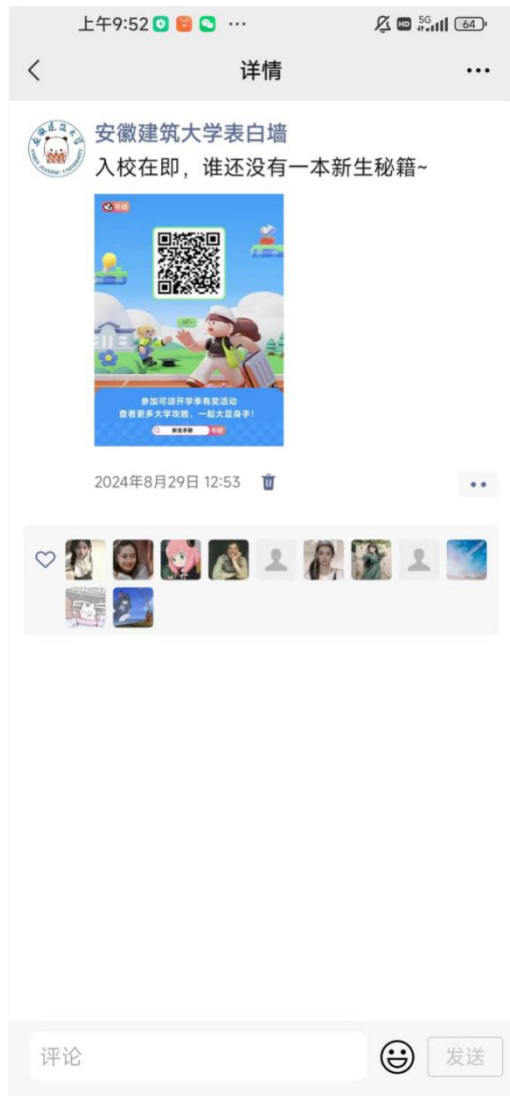 上午9:52 ··· HD 5G 64
详情
安徽建筑大学表白墙
入校在即，谁还没有一本新生秘籍~
参加可颂开学季有奖活动
查看更多大学攻略，一起大显身手！
新生手册
2024年8月29日 12:53
评论 发送